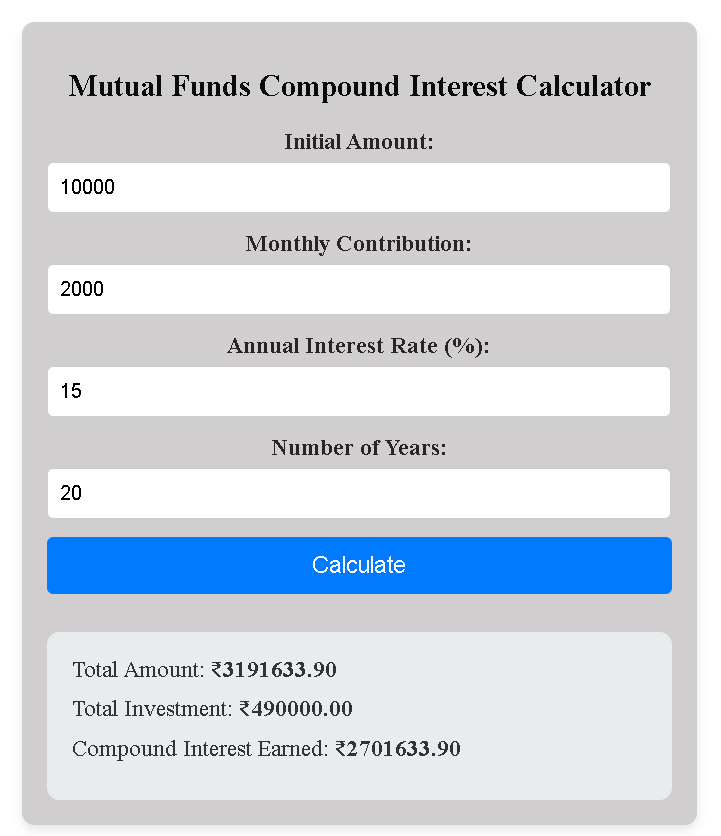 Mutual Funds Compound Interest Calculator
Initial Amount:
10000
Monthly Contribution:
2000
Annual Interest Rate (%):
15
Number of Years:
20
Calculate
Total Amount: ₹3191633.90
Total Investment: ₹490000.00
Compound Interest Earned: ₹2701633.90